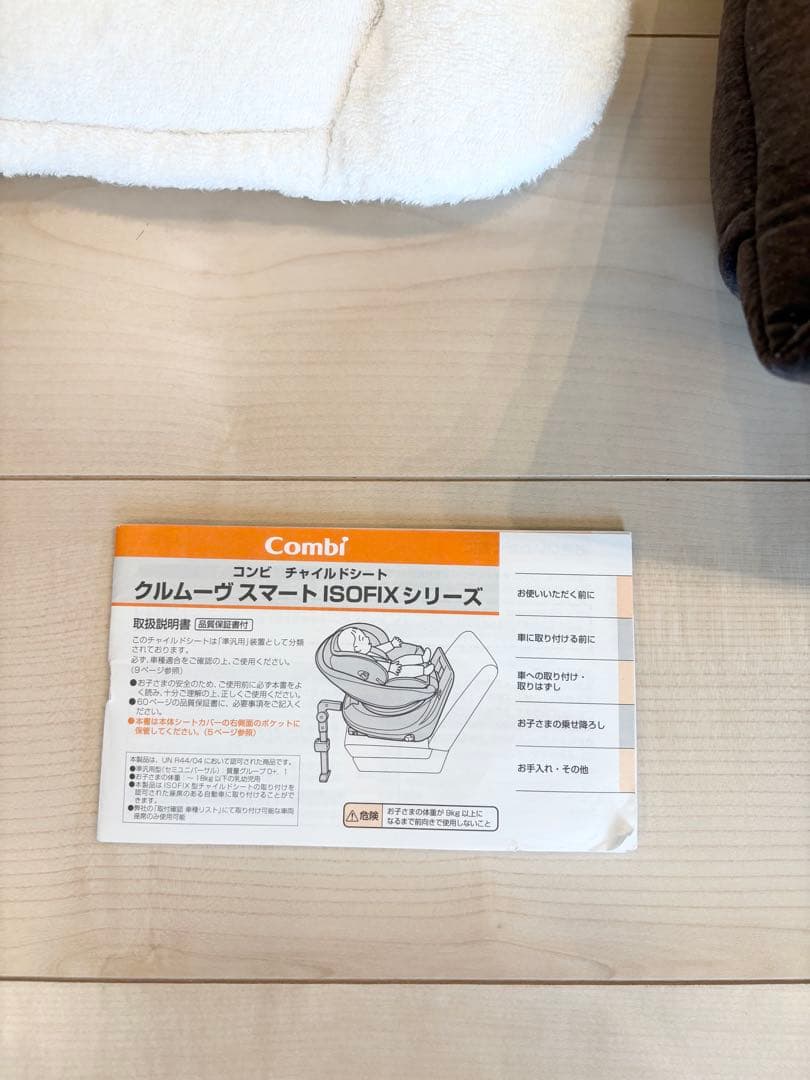 Combi
コンビ チャイルドシート
クルムーヴ スマート ISOFIXシリーズ
取扱説明書 品質保証書付
このチャイルドシートは「準汎用」装置として分類
されております。
必ず、車種適合をご確認の上、ご使用ください。
(9ページ参照)
●お子さまの安全のため、ご使用前に必ず本書をよ
く読み、十分ご理解の上、正しくご使用ください。
●60ページの品質保証書に、必要事項をご記入く
ださい。
●本書は本体シートカバーの右側面のポケットに
保管してください。(5ページ参照)
本製品は、UN R44/04 において認可された商品です。
●準汎用型(セミユニバーサル):質量グループ0+、1
●お子さまの体重:~18kg 以下の乳幼児用
●本製品は ISOFIX 型チャイルドシートの取り付けを
認可された座席のある自動車に取り付けることがで
きます。
●弊社の「取付確認 車種リスト」にて取り付け可能な車両
座席のみ使用可能
危険
お子さまの体重が 9kg 以上に
なるまで前向きで使用しないこと
お使いいただく前に
車に取り付ける前に
車への取り付け・
取りはずし
お子さまの乗せ降ろし
お手入れ・その他